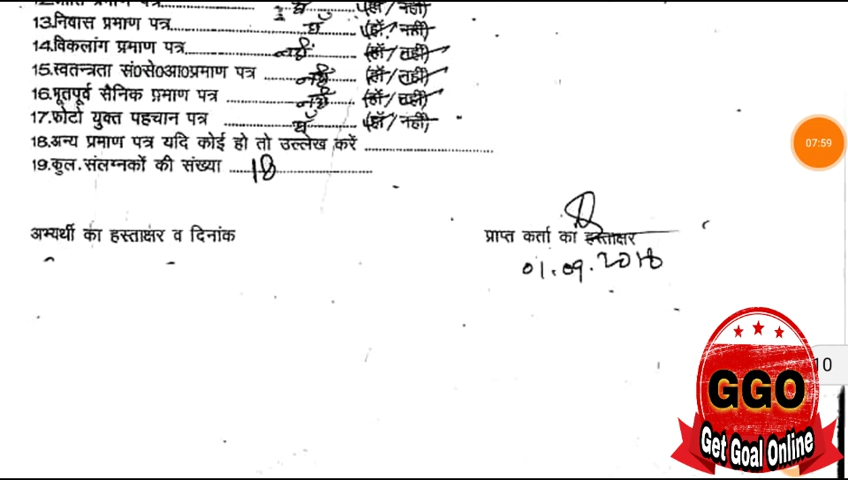 13.निवास प्रमाण पत्र हाँ (हाँ/नहीं)
14.विकलांग प्रमाण पत्र नहीं (हाँ/नहीं)
15.स्वतन्त्रता सं0से0आ0प्रमाण पत्र नहीं (हाँ/नहीं)
16.भूतपूर्व सैनिक प्रमाण पत्र नहीं (हाँ/नहीं)
17.फोटो युक्त पहचान पत्र हाँ (हाँ/नहीं)
18.अन्य प्रमाण पत्र यदि कोई हो तो उल्लेख करें
07:59
19.कुल.संलग्नकों की संख्या 18
अभ्यर्थी का हस्ताक्षर व दिनांक
प्राप्त कर्ता का हस्ताक्षर
01.09.2018
10
GGO
Get Goal Online